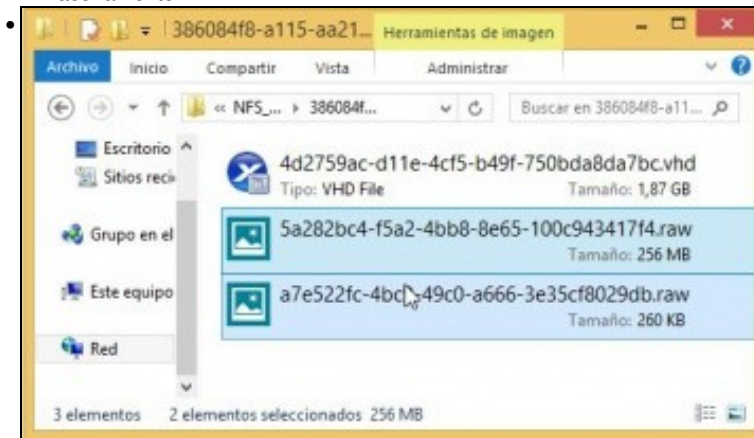 386084f8-a115-aa21... Herramientas de imagen
Archivo Inicio Compartir Vista Administrar
« NFS_... 386084f... Buscar en 386084f8-a11...
Escritorio
Sitios reci
Grupo en el
Este equipo
Red
4d2759ac-d11e-4cf5-b49f-750bda8da7bc.vhd
Tipo: VHD File Tamaño: 1,87 GB
5a282bc4-f5a2-4bb8-8e65-100c943417f4.raw
Tamaño: 256 MB
-49c0-a666-3e35cf8029db.raw
Tamaño: 260 KB
3 elementos 2 elementos seleccionados 256 MB